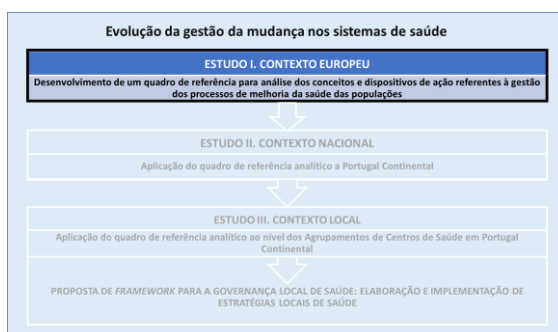 Evolução da gestão da mudança nos sistemas de saúde
ESTUDO I. CONTEXTO EUROPEU
Desenvolvimento de um quadro de referência para análise dos conceitos e dispositivos de ação referentes à gestão
dos processos de melhoria da saúde das populações
ESTUDO II. CONTEXTO NACIONAL
Aplicação do quadro de referência analítico a Portugal Continental
ESTUDO III. CONTEXTO LOCAL
Aplicação do quadro de referência analítico ao nível dos Agrupamentos de Centros de Saúde em Portugal
Continental
PROPOSTA DE FRAMEWORK PARA A GOVERNANÇA LOCAL DE SAÚDE: ELABORAÇÃO E IMPLEMENTAÇÃO DE
ESTRATÉGIAS LOCAIS DE SAÚDE